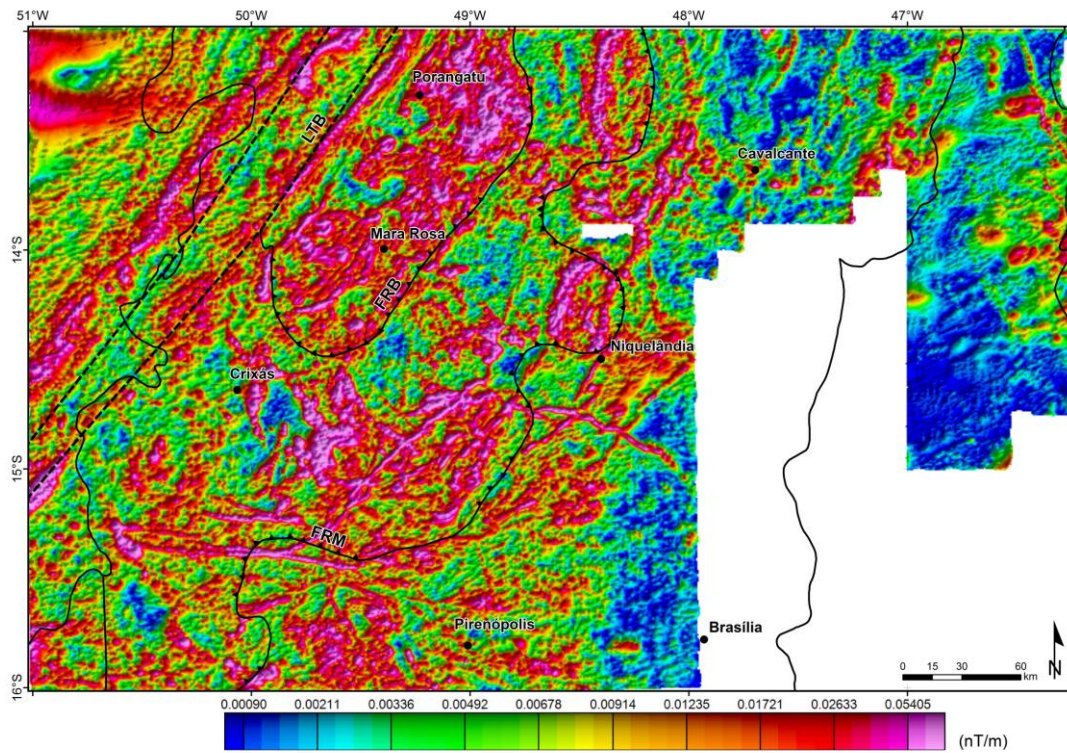 51°W 50°W 49°W 48°W 47°W
Porangatu
LTB
Cavalcante
14°S
Mara Rosa
FRB
Niquelândia
Crixás
15°S
FRM
Pirenópolis
Brasília
N
0 15 30 60
km
16°S
0.00090 0.00211 0.00336 0.00492 0.00678 0.00914 0.01235 0.01721 0.02633 0.05405
(nT/m)